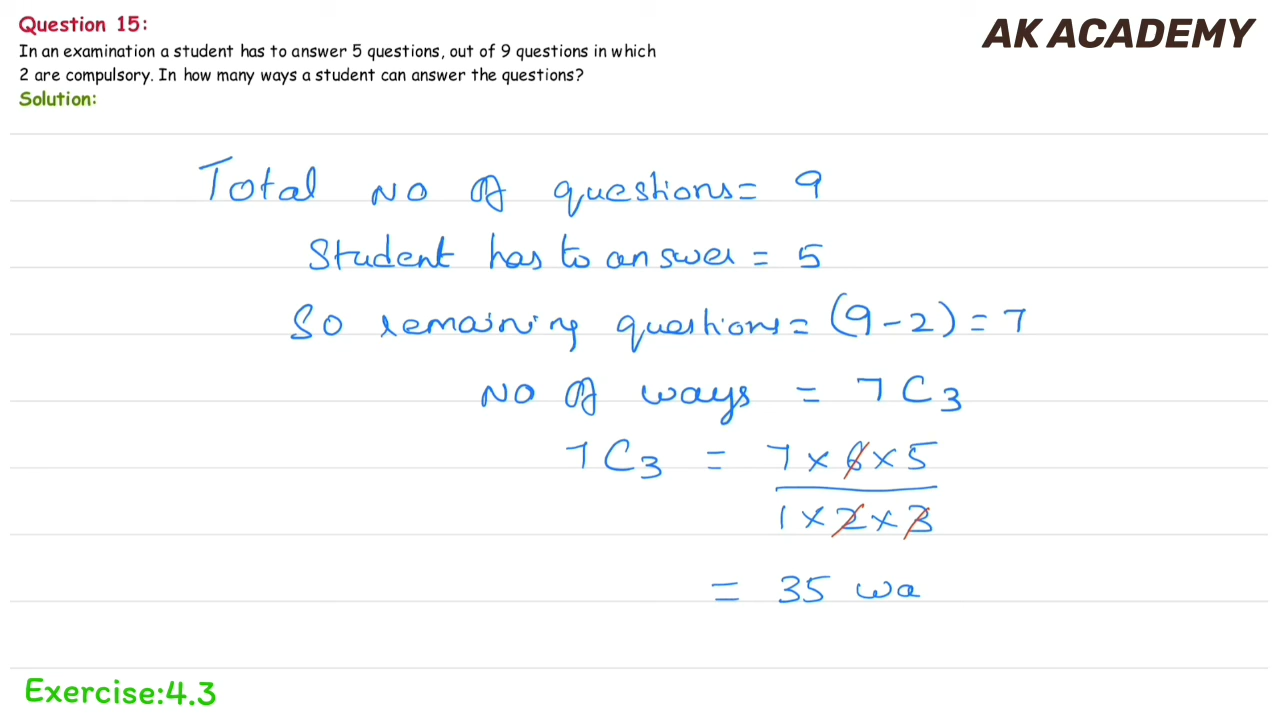 Question 15:
AK ACADEMY
In an examination a student has to answer 5 questions, out of 9 questions in which
2 are compulsory. In how many ways a student can answer the questions?
Solution:
Total No of questions = 9
Student has to answer = 5
So remaining questions = (9 - 2) = 7
No of ways = 7C3
7C3 = 7 × 6 × 5
1 × 2 × 3
= 35 wa
Exercise:4.3